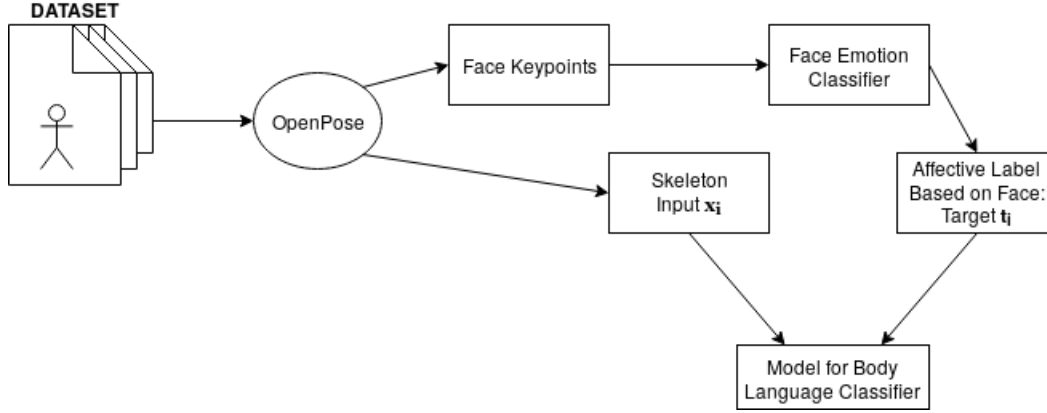 DATASET
OpenPose
Face Keypoints
Face Emotion
Classifier
Skeleton
Input xᵢ
Affective Label
Based on Face:
Target tᵢ
Model for Body
Language Classifier